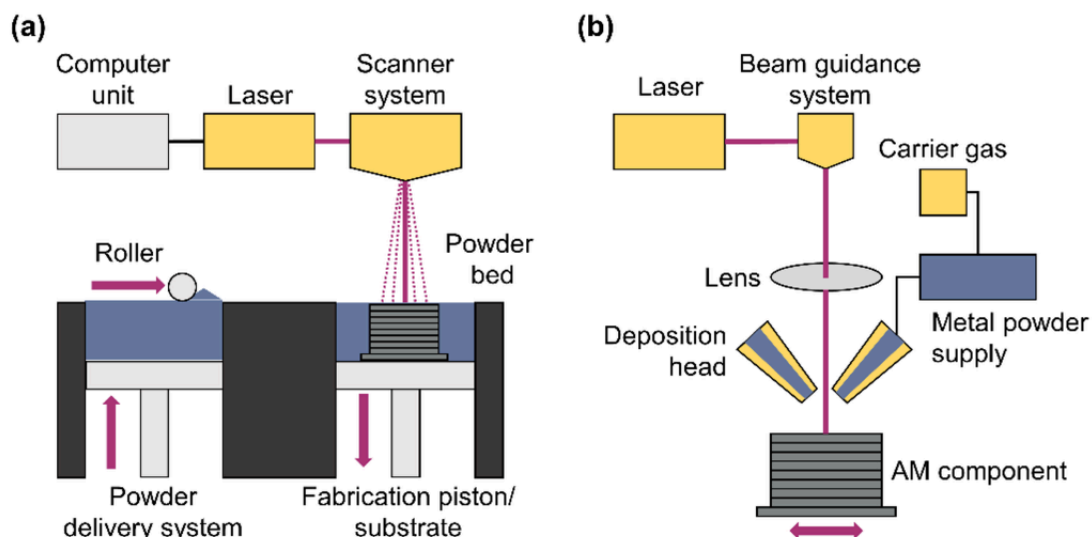 (a)
Computer
unit
Laser
Scanner
system
Roller
Powder
bed
Powder
delivery system
Fabrication piston/
substrate
(b)
Laser
Beam guidance
system
Carrier gas
Lens
Metal powder
supply
Deposition
head
AM component